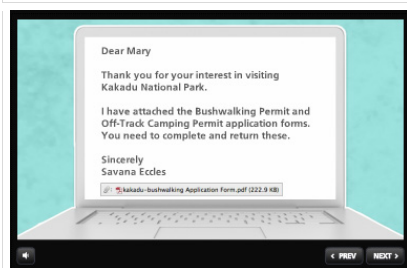 Dear Mary
Thank you for your interest in visiting
Kakadu National Park.
I have attached the Bushwalking Permit and
Off-Track Camping Permit application forms.
You need to complete and return these.
Sincerely
Savana Eccles
kakadu-bushwalking Application Form.pdf (222.9 KB)
< PREV NEXT >